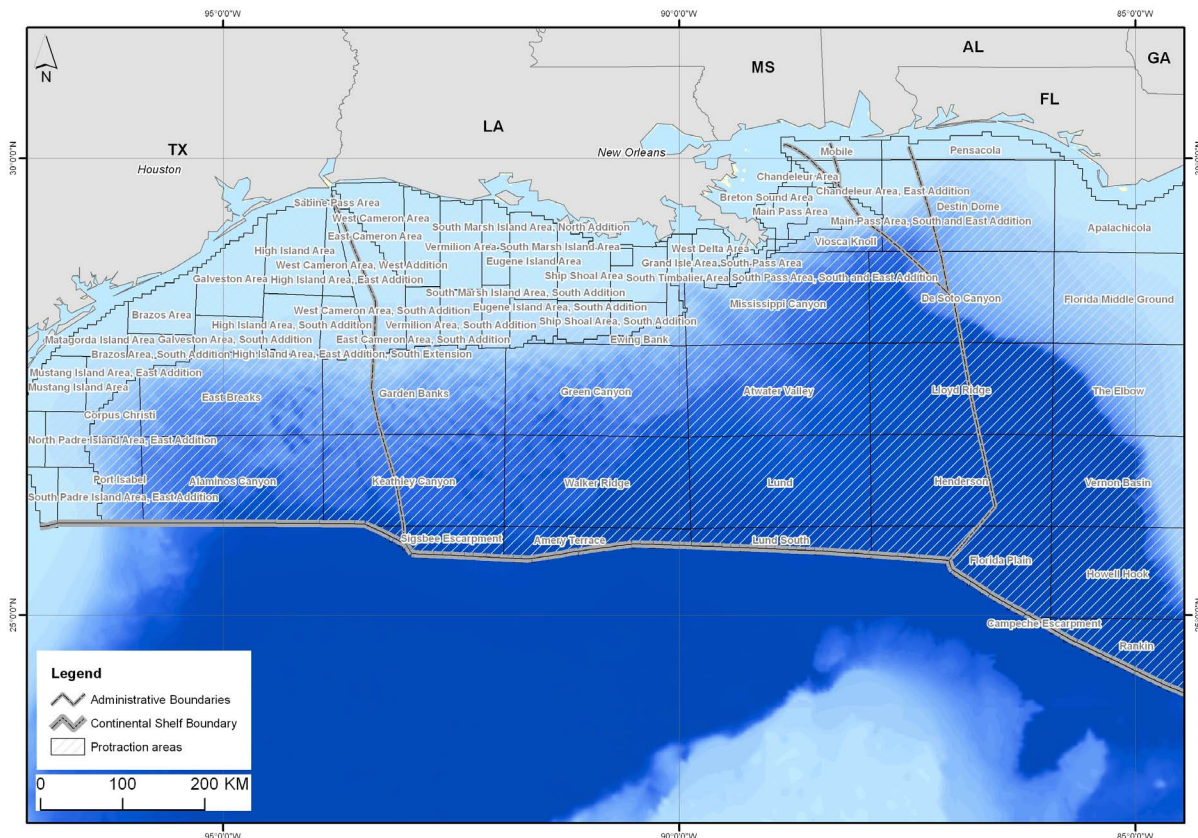 95°0'0"W
90°0'0"W
85°0'0"W
N
AL
GA
MS
FL
LA
TX
New Orleans
Houston
30°0'0"N
Mobile
Pensacola
Chandeleur Area
Chandeleur Area, East Addition
Sabine Pass Area
Breton Sound Area
Destin Dome
Main Pass Area
West Cameron Area
Main Pass Area, South and East Addition
South Marsh Island Area, North Addition
Apalachicola
East Cameron Area
Viosca Knoll
Vermilion Area
South Marsh Island Area
West Delta Area
High Island Area
Eugene Island Area
Grand Isle Area
South Pass Area
West Cameron Area, West Addition
Ship Shoal Area
South Timbalier Area
South Pass Area, South and East Addition
Galveston Area
High Island Area, East Addition
South Marsh Island Area, South Addition
De Soto Canyon
Florida Middle Ground
Mississippi Canyon
Eugene Island Area, South Addition
West Cameron Area, South Addition
Brazos Area
Ship Shoal Area, South Addition
High Island Area, South Addition
Vermilion Area, South Addition
Matagorda Island Area
Galveston Area, South Addition
East Cameron Area, South Addition
Ewing Bank
Brazos Area, South Addition
High Island Area, East Addition, South Extension
Mustang Island Area, East Addition
Mustang Island Area
East Breaks
Garden Banks
Green Canyon
Atwater Valley
Lloyd Ridge
The Elbow
Corpus Christi
North Padre Island Area, East Addition
Port Isabel
Alaminos Canyon
Keathley Canyon
Walker Ridge
Lund
Henderson
Vernon Basin
South Padre Island Area, East Addition
Sigsbee Escarpment
Amery Terrace
Lund South
Florida Plain
Howell Hook
25°0'0"N
Campeche Escarpment
Rankin
Legend
Administrative Boundaries
Continental Shelf Boundary
Protraction areas
0 100 200 KM
95°0'0"W
90°0'0"W
85°0'0"W